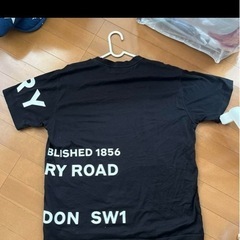 RY
BLISHED 1856
RY ROAD
DON SW1